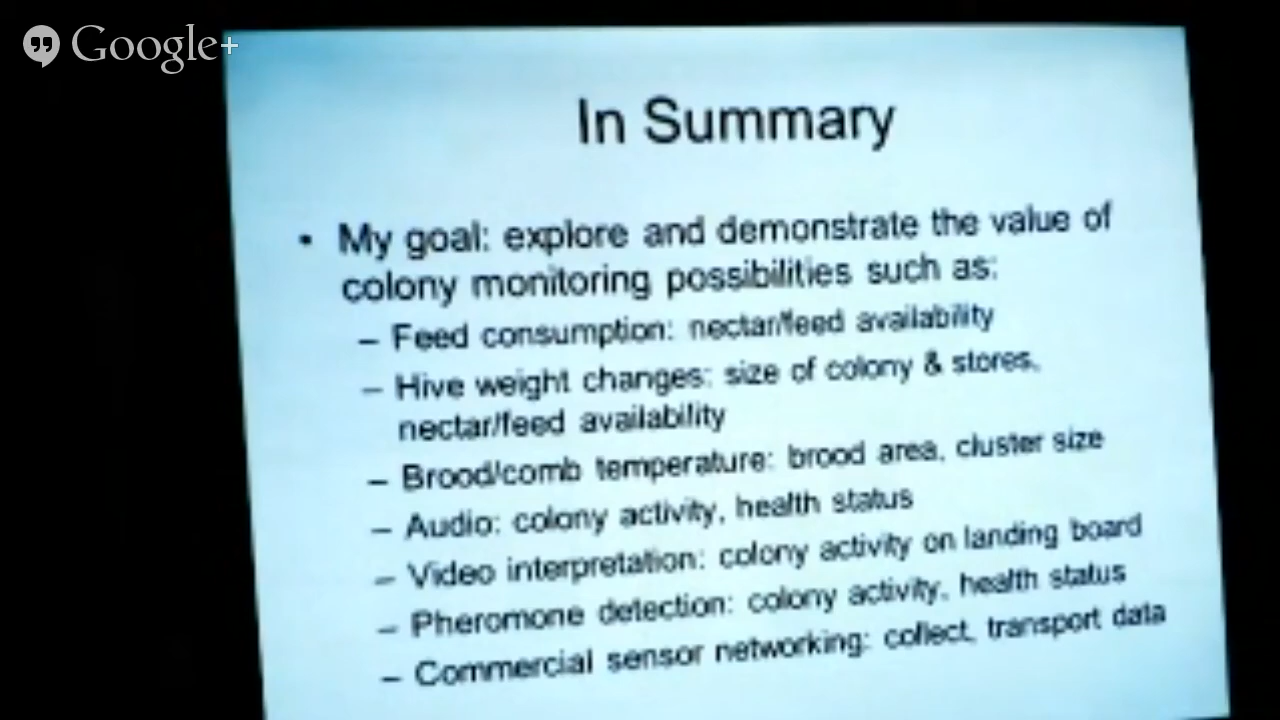 Google+
In Summary
• My goal: explore and demonstrate the value of
colony monitoring possibilities such as:
– Feed consumption: nectar/feed availability
– Hive weight changes: size of colony & stores,
nectar/feed availability
– Brood/comb temperature: brood area, cluster size
– Audio: colony activity, health status
– Video interpretation: colony activity on landing board
– Pheromone detection: colony activity, health status
– Commercial sensor networking: collect, transport data